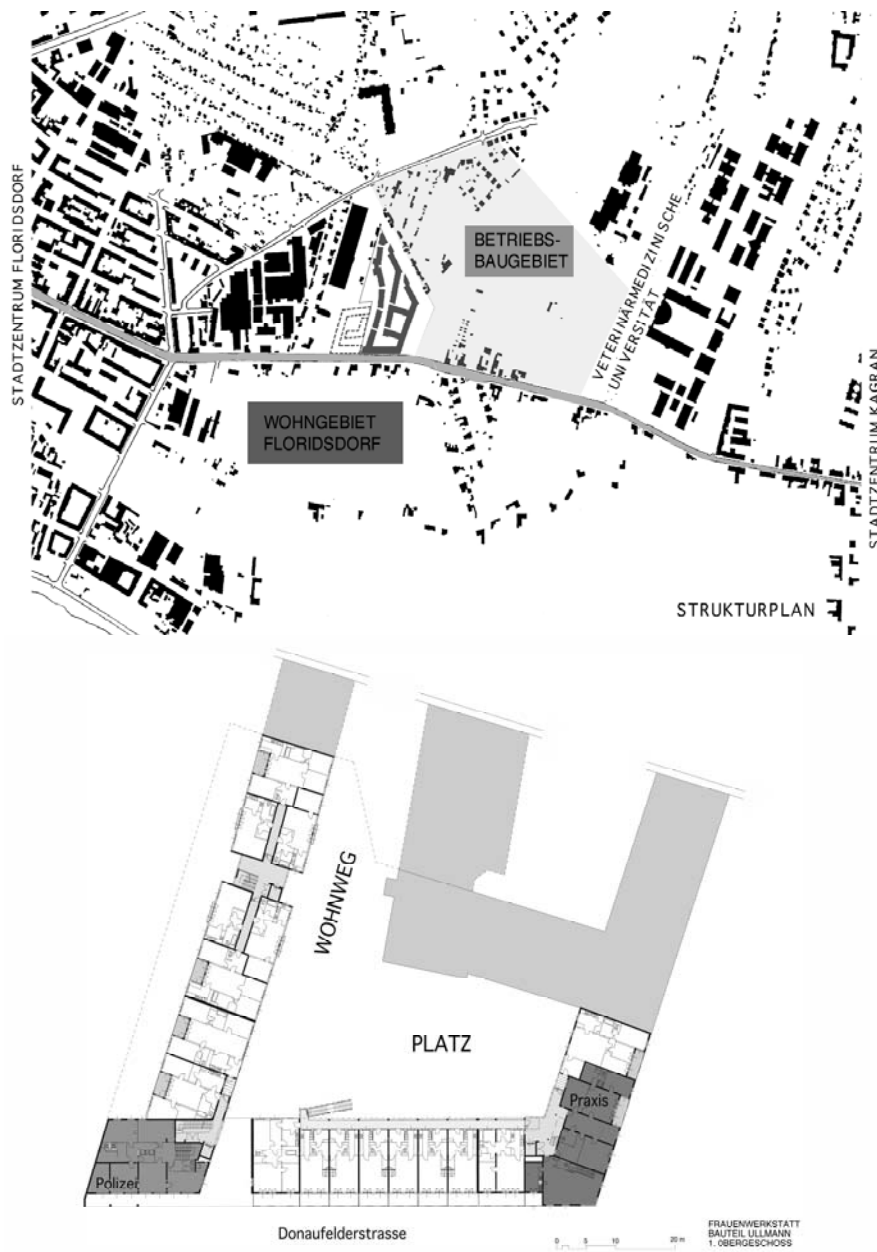 STADTZENTRUM FLORIDSDORF
BETRIEBS-
BAUGEBIET
VETERINÄRMEDIZINISCHE
UNIVERSITÄT
WOHNGEBIET
FLORIDSDORF
STADTZENTRUM KAGRAN
STRUKTURPLAN
WOHNWEG
PLATZ
Praxis
Polizei
Donaufelderstrasse
0 5 10 20 m
FRAUENWERKSTATT
BAUTEIL ULLMANN
1. OBERGESCHOSS